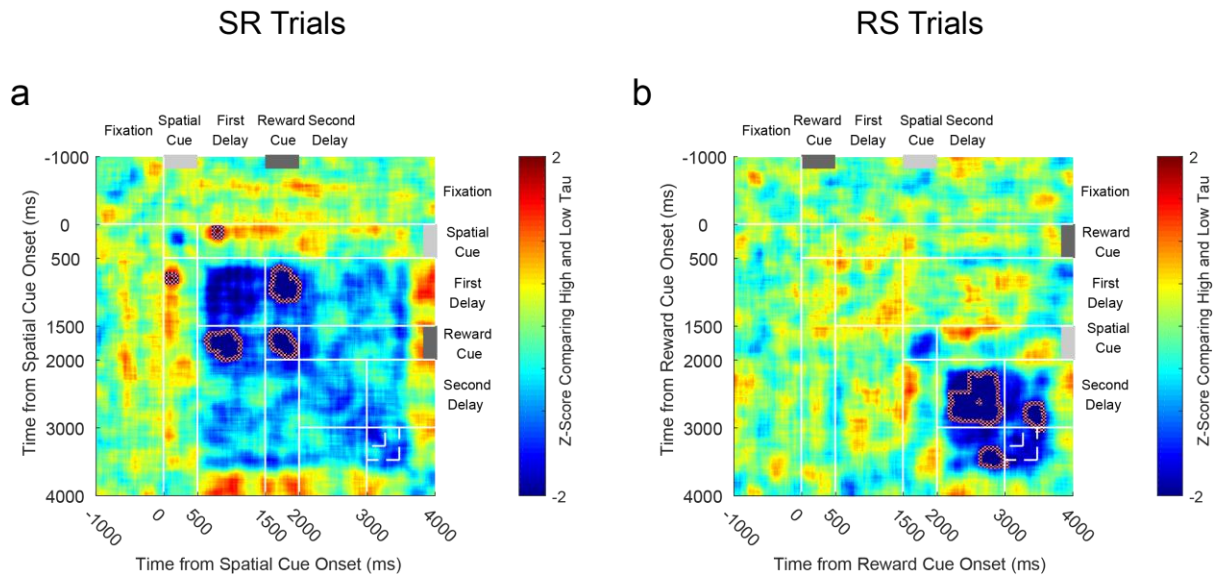 SR Trials
RS Trials
a
b
Fixation
Spatial Cue
First Delay
Reward Cue
Second Delay
-1000
0
500
1500
2000
3000
4000
Time from Spatial Cue Onset (ms)
Fixation
Spatial Cue
First Delay
Reward Cue
Second Delay
-1000
0
500
1500
2000
3000
4000
Time from Spatial Cue Onset (ms)
2
-2
Z-Score Comparing High and Low Tau
Fixation
Reward Cue
First Delay
Spatial Cue
Second Delay
-1000
0
500
1500
2000
3000
4000
Time from Reward Cue Onset (ms)
Fixation
Reward Cue
First Delay
Spatial Cue
Second Delay
-1000
0
500
1500
2000
3000
4000
Time from Reward Cue Onset (ms)
2
-2
Z-Score Comparing High and Low Tau